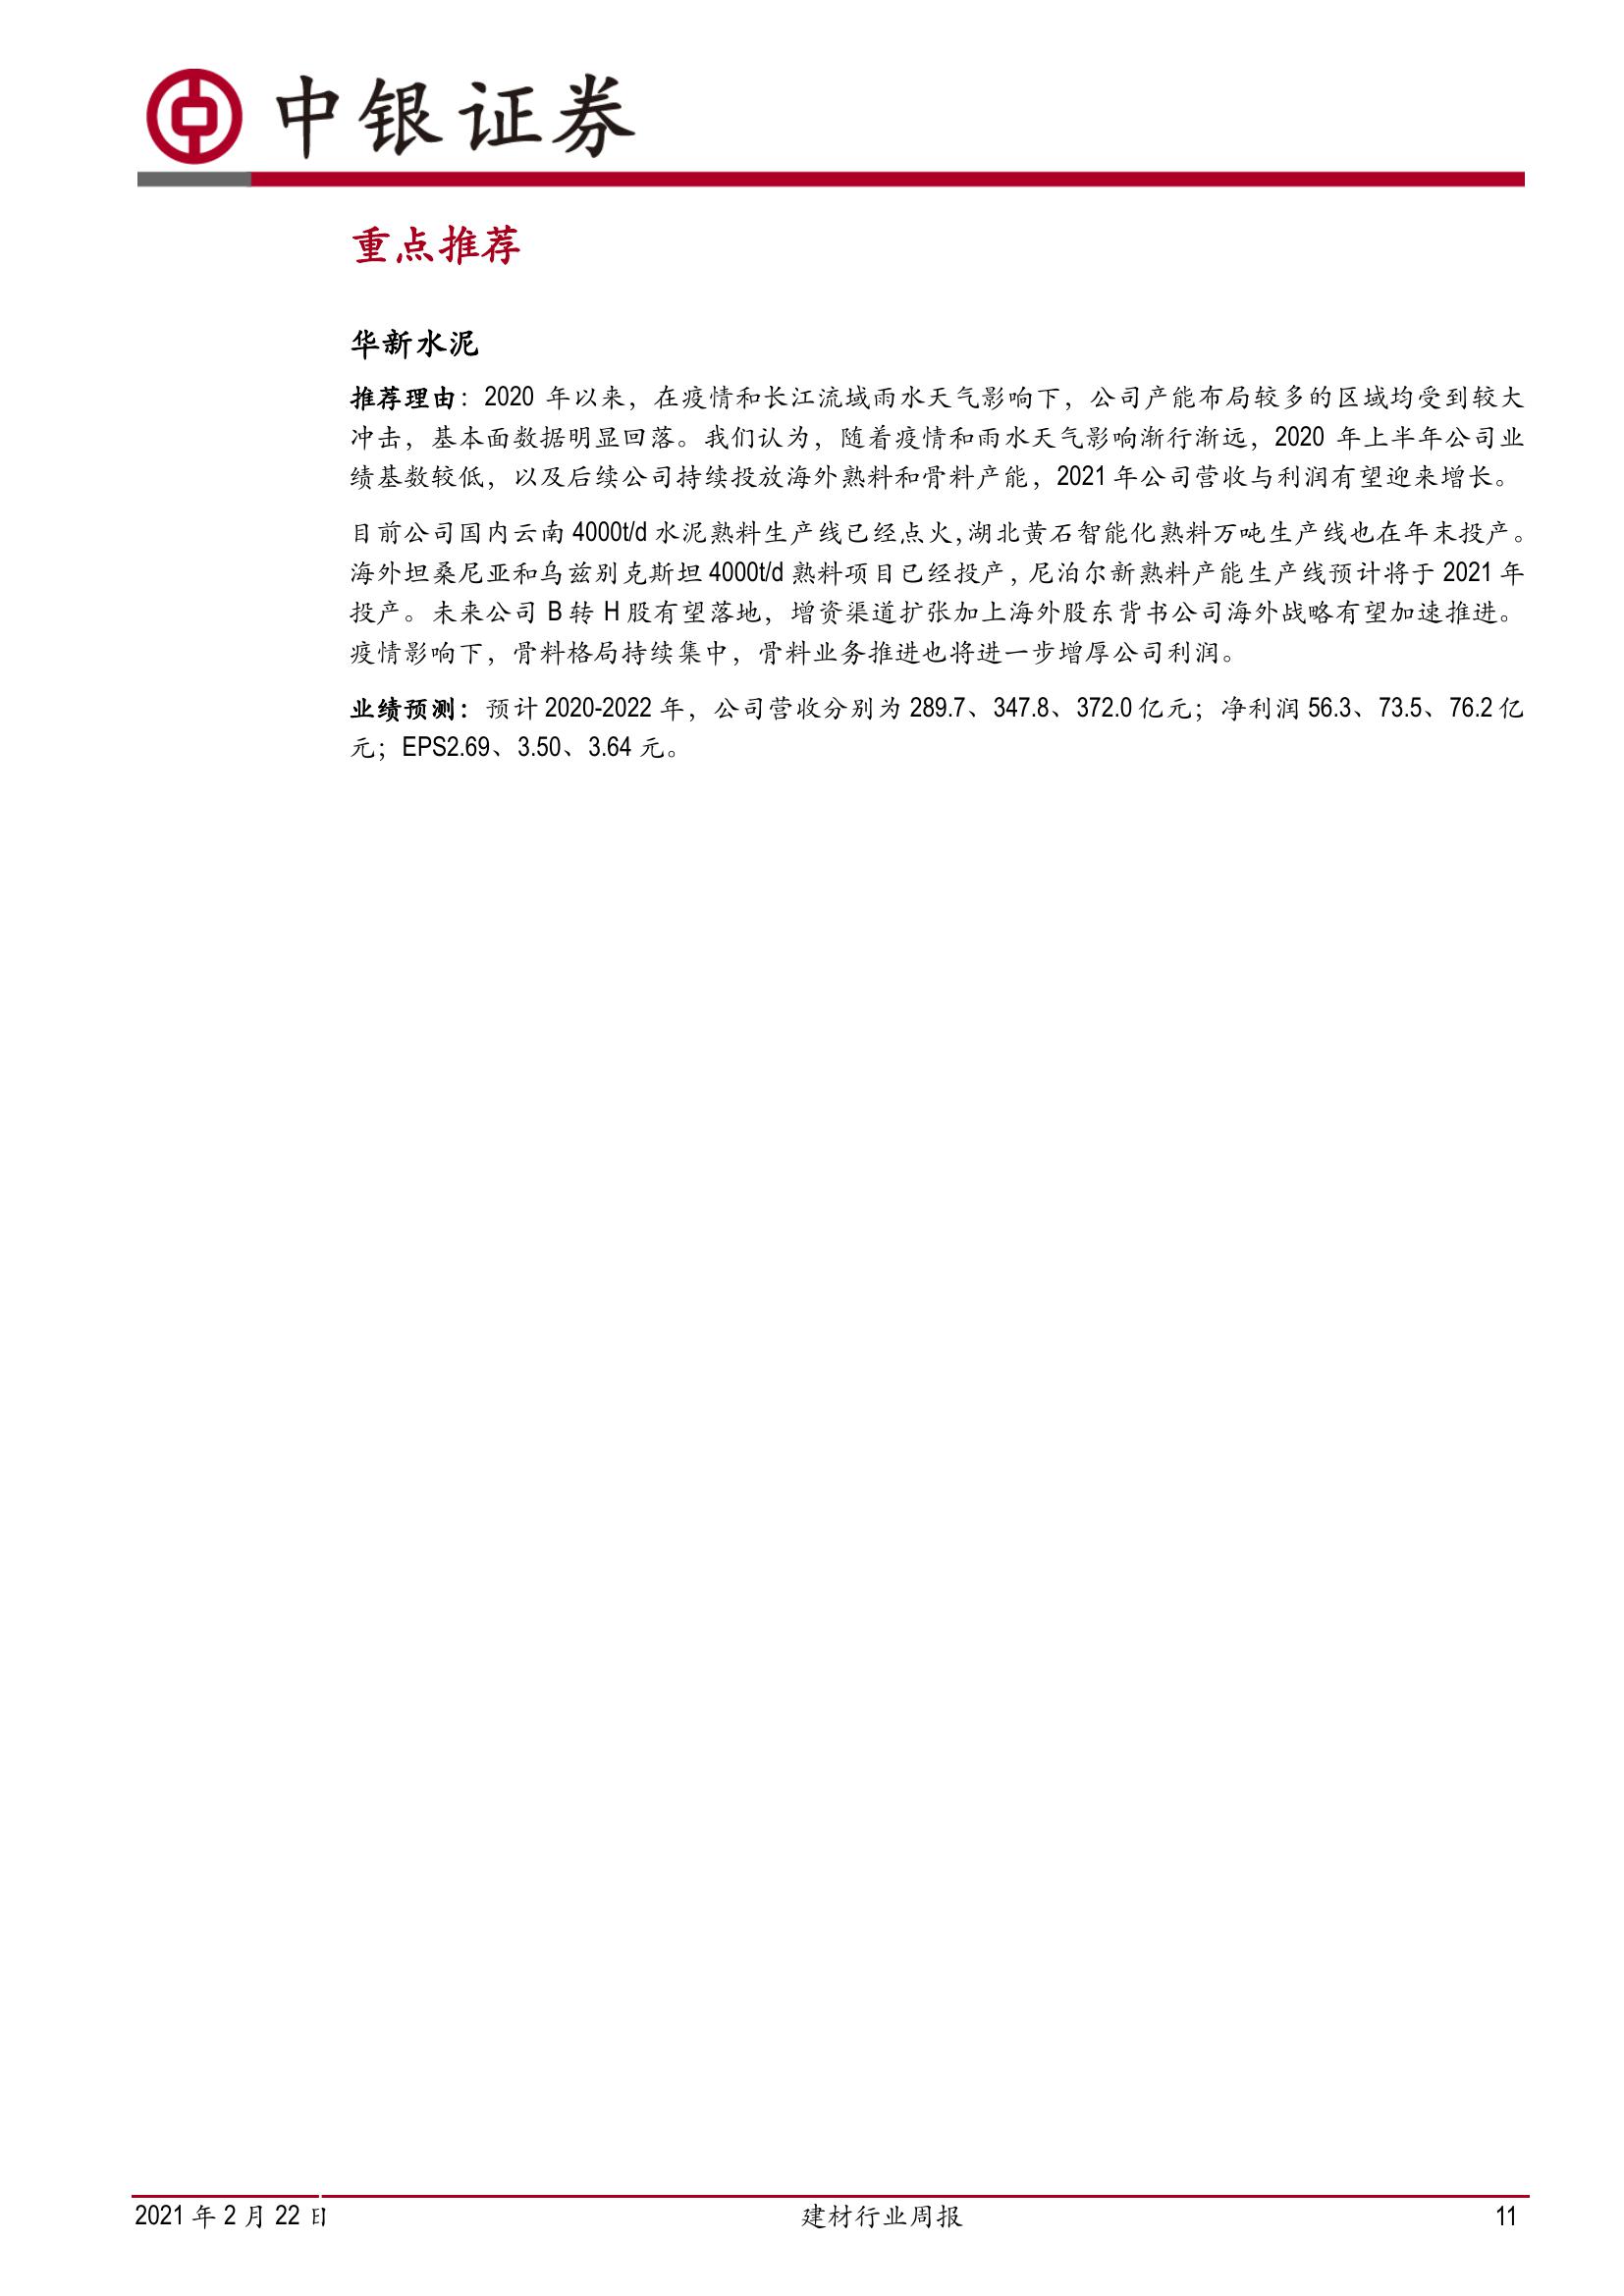 中银证券
重点推荐
华新水泥
推荐理由：2020 年以来，在疫情和长江流域雨水天气影响下，公司产能布局较多的区域均受到较大
冲击，基本面数据明显回落。我们认为，随着疫情和雨水天气影响渐行渐远，2020 年上半年公司业
绩基数较低，以及后续公司持续投放海外熟料和骨料产能，2021 年公司营收与利润有望迎来增长。
目前公司国内云南 4000t/d 水泥熟料生产线已经点火，湖北黄石智能化熟料万吨生产线也在年末投产。
海外坦桑尼亚和乌兹别克斯坦 4000t/d 熟料项目已经投产，尼泊尔新熟料产能生产线预计将于 2021 年
投产。未来公司 B 转 H 股有望落地，增资渠道扩张加上海外股东背书公司海外战略有望加速推进。
疫情影响下，骨料格局持续集中，骨料业务推进也将进一步增厚公司利润。
业绩预测：预计 2020-2022 年，公司营收分别为 289.7、347.8、372.0 亿元；净利润 56.3、73.5、76.2 亿
元；EPS2.69、3.50、3.64 元。
2021 年 2 月 22 日
建材行业周报
11